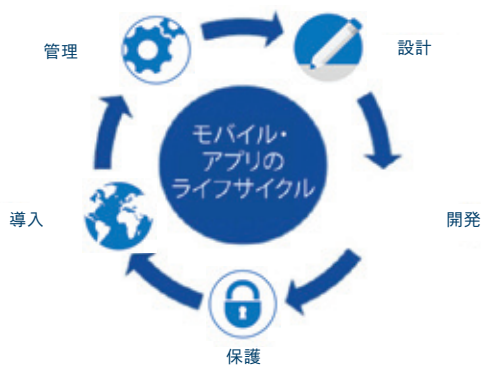 管理
設計
モバイル・
アプリの
ライフサイクル
導入
開発
保護